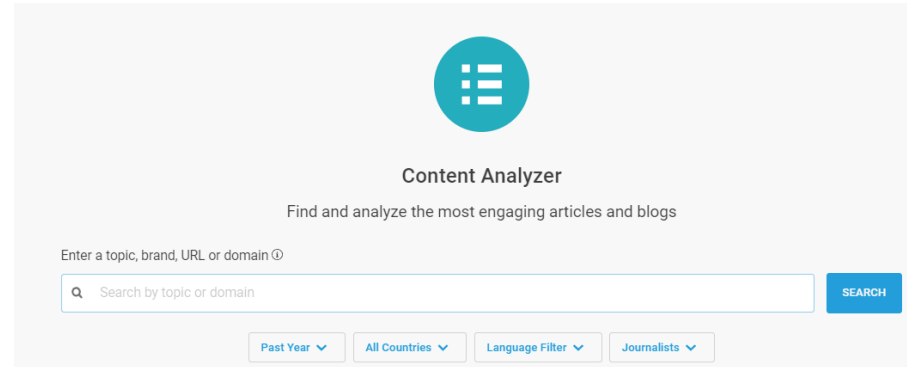 Content Analyzer
Find and analyze the most engaging articles and blogs
Enter a topic, brand, URL or domain
Search by topic or domain
SEARCH
Past Year All Countries Language Filter Journalists